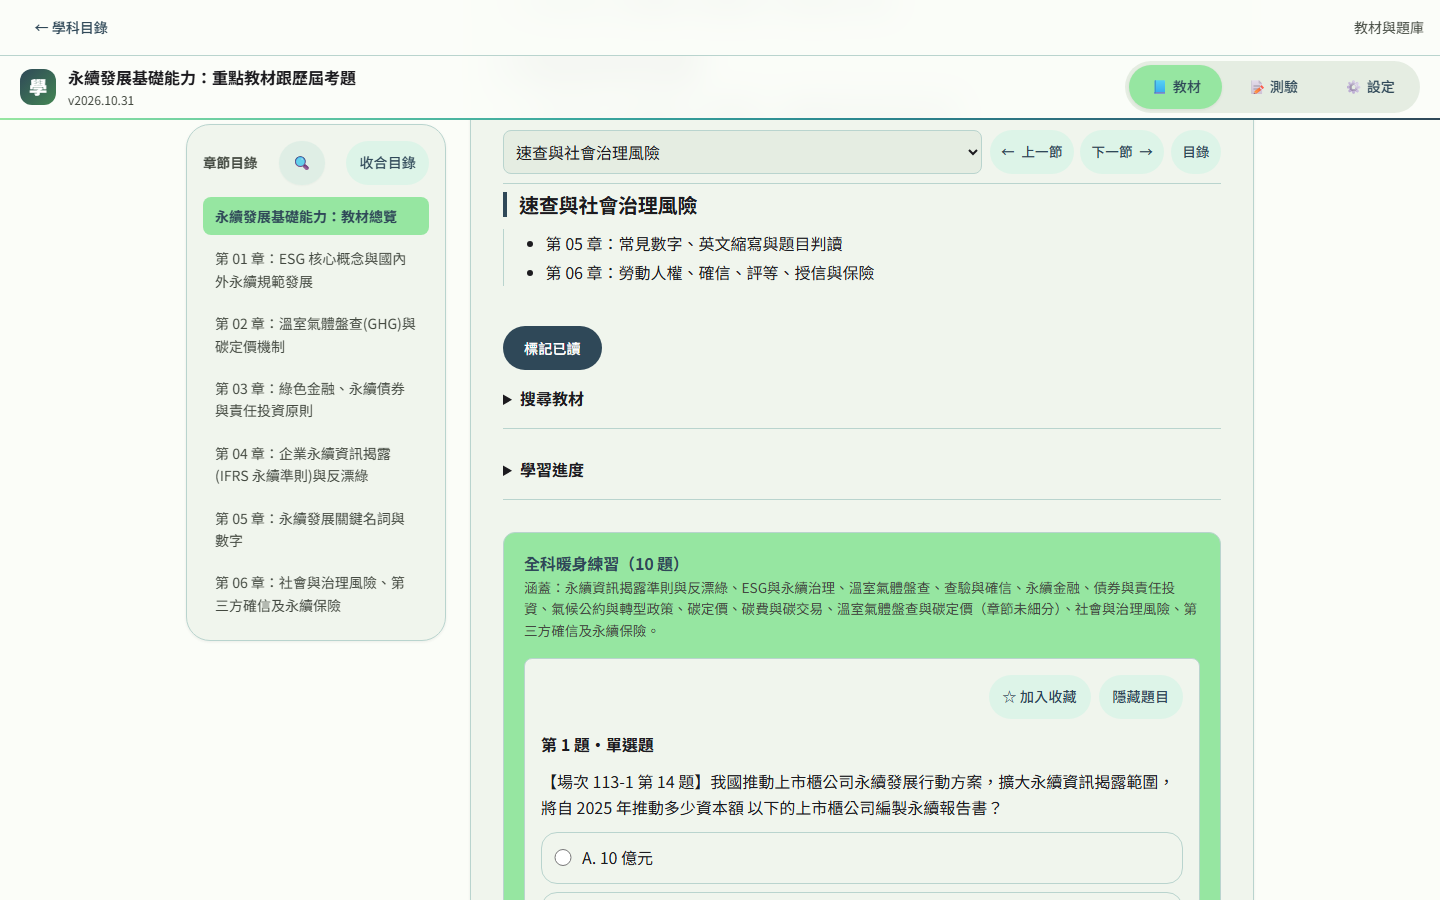 ← 學科目錄
教材與題庫
學
永續發展基礎能力：重點教材跟歷屆考題
v2026.10.31
教材
測驗
設定
章節目錄
收合目錄
永續發展基礎能力：教材總覽
第 01 章：ESG 核心概念與國內
外永續規範發展
第 02 章：溫室氣體盤查(GHG)與
碳定價機制
第 03 章：綠色金融、永續債券
與責任投資原則
第 04 章：企業永續資訊揭露
(IFRS 永續準則)與反漂綠
第 05 章：永續發展關鍵名詞與
數字
第 06 章：社會與治理風險、第
三方確信及永續保險
速查與社會治理風險
← 上一節
下一節 →
目錄
速查與社會治理風險
• 第 05 章：常見數字、英文縮寫與題目判讀
• 第 06 章：勞動人權、確信、評等、授信與保險
標記已讀
▶ 搜尋教材
▶ 學習進度
全科暖身練習（10 題）
涵蓋：永續資訊揭露準則與反漂綠、ESG與永續治理、溫室氣體盤查、查驗與確信、永續金融、債券與責任投
資、氣候公約與轉型政策、碳定價、碳費與碳交易、溫室氣體盤查與碳定價（章節未細分）、社會與治理風險、第
三方確信及永續保險。
☆ 加入收藏
隱藏題目
第 1 題・單選題
【場次 113-1 第 14 題】我國推動上市櫃公司永續發展行動方案，擴大永續資訊揭露範圍，
將自 2025 年推動多少資本額 以下的上市櫃公司編製永續報告書？
A. 10 億元